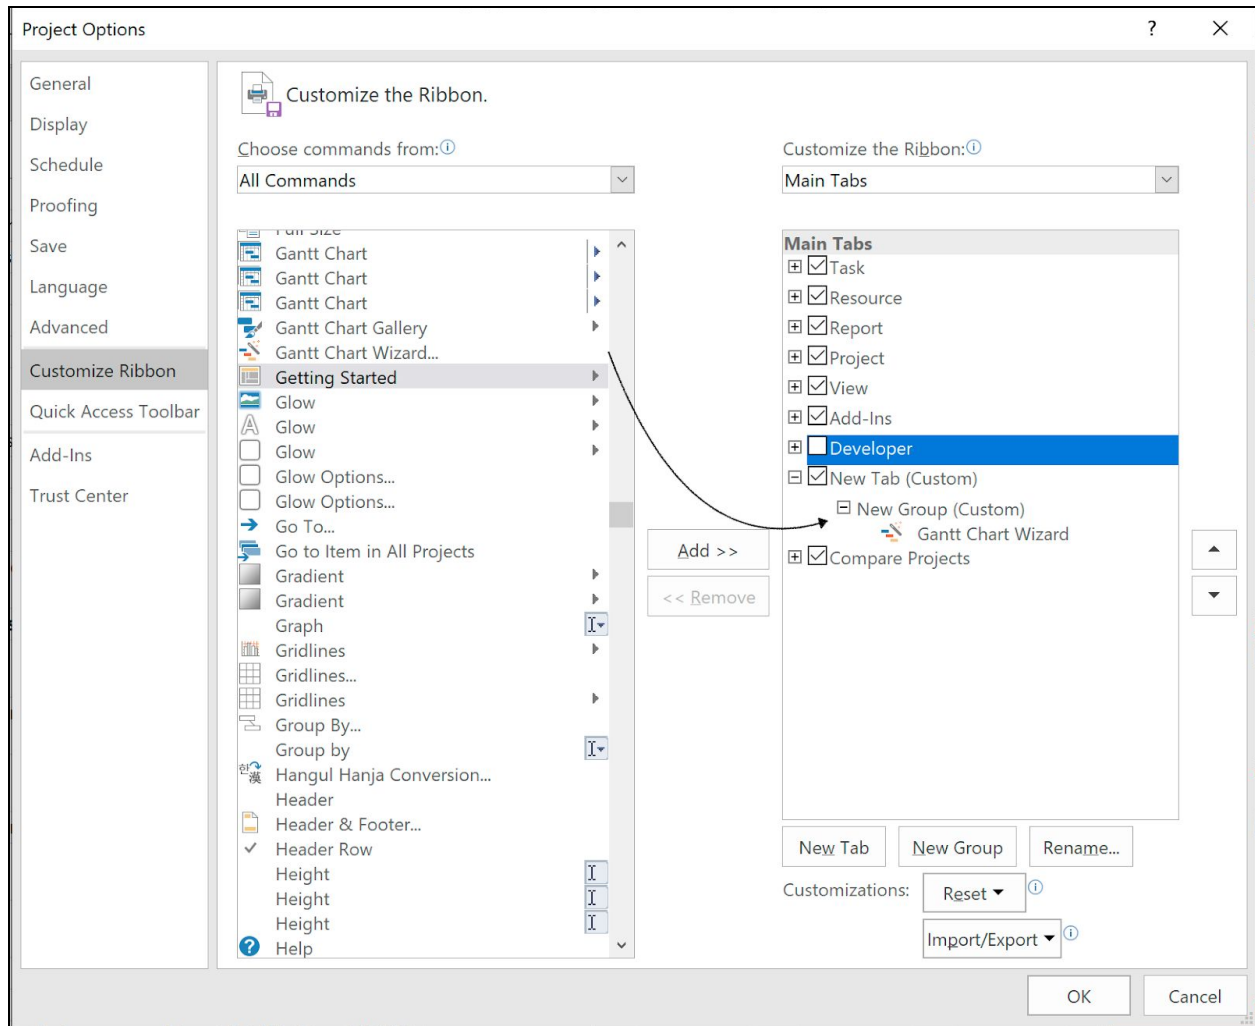 Project Options
?
General
Display
Schedule
Proofing
Save
Language
Advanced
Customize Ribbon
Quick Access Toolbar
Add-Ins
Trust Center
Customize the Ribbon.
Choose commands from:
All Commands
Full Size
Gantt Chart
Gantt Chart
Gantt Chart
Gantt Chart Gallery
Gantt Chart Wizard...
Getting Started
Glow
Glow
Glow
Glow Options...
Glow Options...
Go To...
Go to Item in All Projects
Gradient
Gradient
Graph
Gridlines
Gridlines...
Gridlines
Group By...
Group by
Hangul Hanja Conversion...
Header
Header & Footer...
Header Row
Height
Height
Height
Help
Add >>
<< Remove
Customize the Ribbon:
Main Tabs
Main Tabs
Task
Resource
Report
Project
View
Add-Ins
Developer
New Tab (Custom)
New Group (Custom)
Gantt Chart Wizard
Compare Projects
New Tab
New Group
Rename...
Customizations:
Reset
Import/Export
OK
Cancel